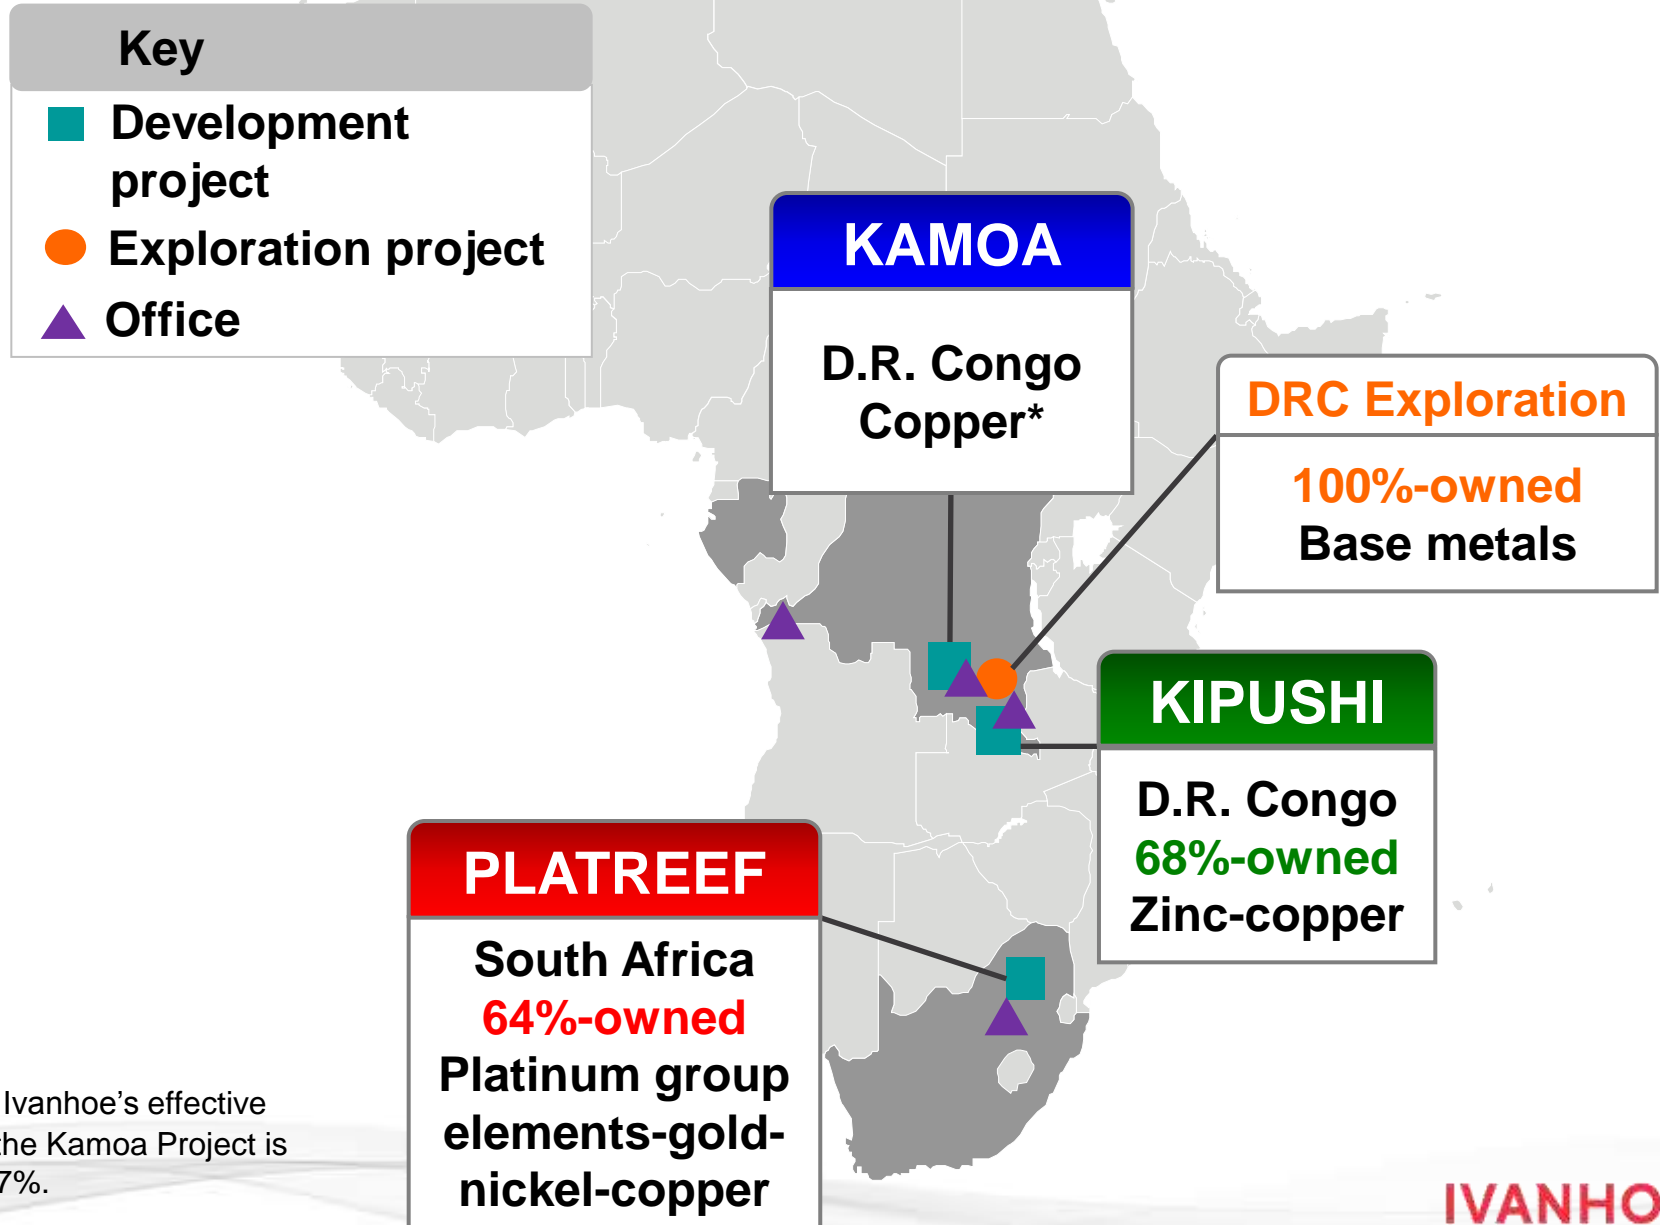 Key
Development
project
Exploration project
Office
KAMOA
D.R. Congo
Copper*
DRC Exploration
100%-owned
Base metals
KIPUSHI
D.R. Congo
68%-owned
Zinc-copper
PLATREEF
South Africa
64%-owned
Platinum group
elements-gold-
nickel-copper
Ivanhoe's effective
the Kamoa Project is
7%.
IVANHO